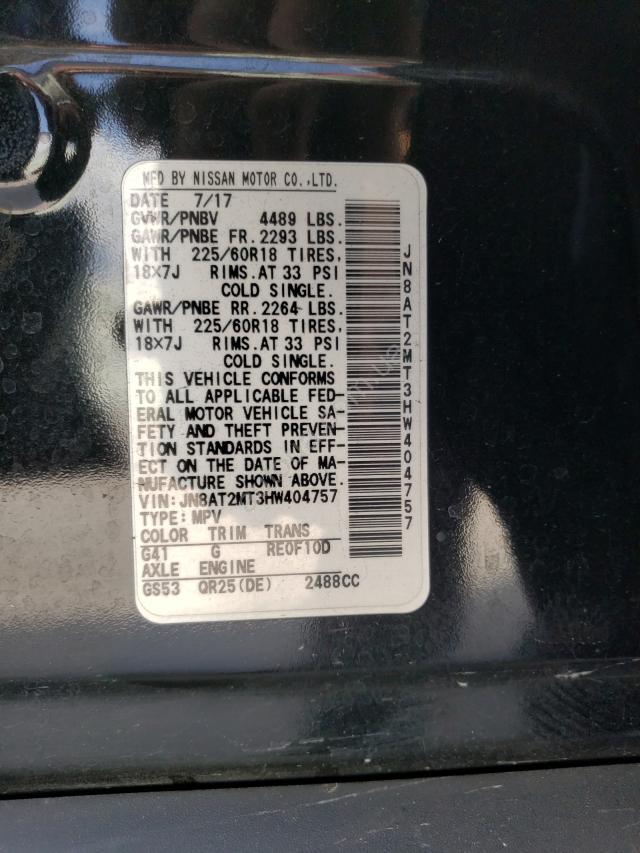 MFD BY NISSAN MOTOR CO.,LTD.
DATE 7/17
GVWR/PNBV 4489 LBS.
GAWR/PNBE FR. 2293 LBS.
WITH 225/60R18 TIRES,
18X7J RIMS. AT 33 PSI
COLD SINGLE.
GAWR/PNBE RR. 2264 LBS.
WITH 225/60R18 TIRES,
18X7J RIMS. AT 33 PSI
COLD SINGLE.
THIS VEHICLE CONFORMS
TO ALL APPLICABLE FED-
ERAL MOTOR VEHICLE SA-
FETY AND THEFT PREVEN-
TION STANDARDS IN EFF-
ECT ON THE DATE OF MA-
NUFACTURE SHOWN ABOVE.
VIN: JN8AT2MT3HW404757
TYPE: MPV
COLOR TRIM TRANS
G41 G RE0F10D
AXLE ENGINE
GS53 QR25(DE) 2488CC
JN8AT2MT3HW404757